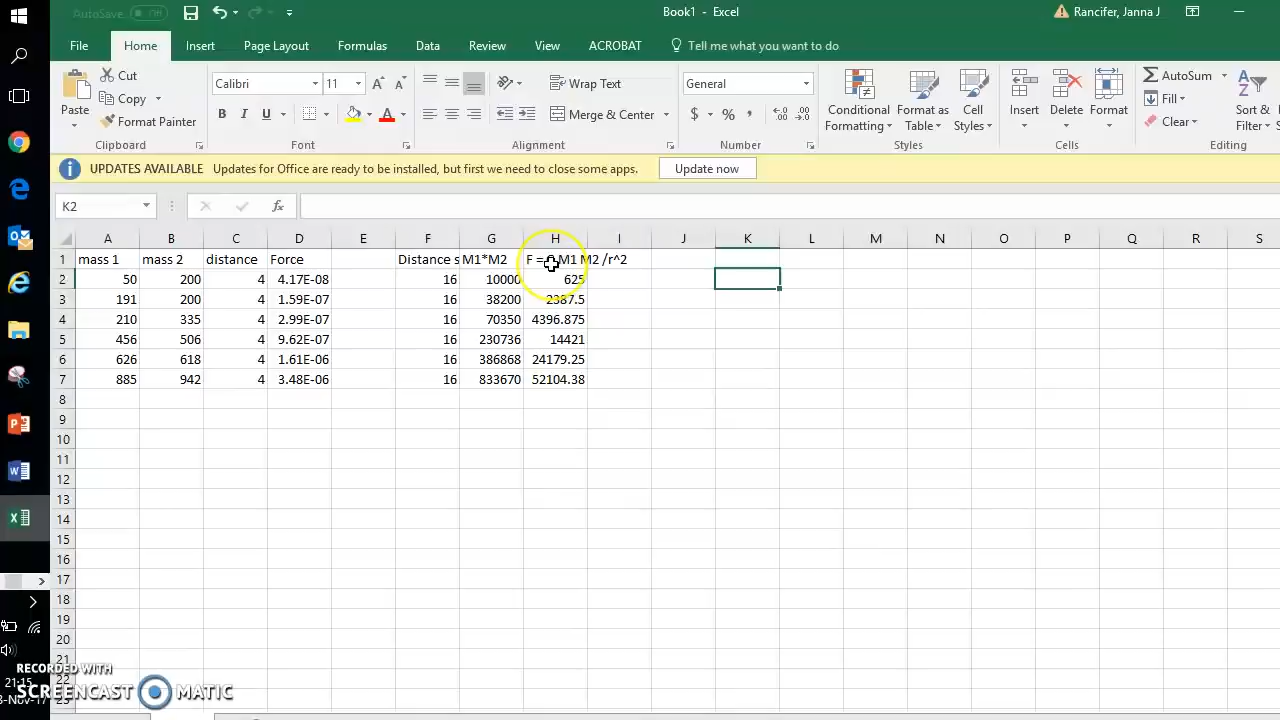 AutoSave Off
Book1 - Excel
Rancifer, Janna J
File Home Insert Page Layout Formulas Data Review View ACROBAT Tell me what you want to do
Paste
Cut
Copy
Format Painter
Clipboard
Calibri 11
B I U
Font
Wrap Text
Merge & Center
Alignment
General
$ % ,
Number
Conditional Formatting
Format as Table
Cell Styles
Styles
Insert Delete Format
Cells
AutoSum
Fill
Clear
Sort & Filter
Editing
UPDATES AVAILABLE Updates for Office are ready to be installed, but first we need to close some apps. Update now
K2 fx
A B C D E F G H I J K L M N O P Q R S
1 mass 1 mass 2 distance Force Distance s M1*M2 F = M1 M2 /r^2
2 50 200 4 4.17E-08 16 10000 625
3 191 200 4 1.59E-07 16 38200 2387.5
4 210 335 4 2.99E-07 16 70350 4396.875
5 456 506 4 9.62E-07 16 230736 14421
6 626 618 4 1.61E-06 16 386868 24179.25
7 885 942 4 3.48E-06 16 833670 52104.38
8
9
10
11
12
13
14
15
16
17
18
19
20
21
22
23
RECORDED WITH
21:15
SCREENCAST MATIC
-Nov-17